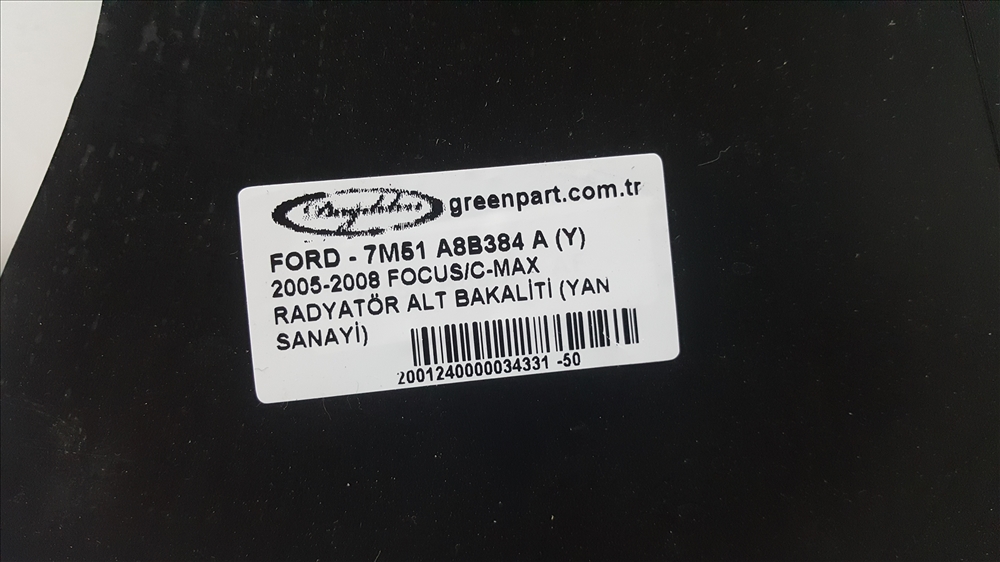 greenpart.com.tr
FORD - 7M51 A8B384 A (Y)
2005-2008 FOCUS/C-MAX
RADYATÖR ALT BAKALİTİ (YAN
SANAYİ)
2001240000034331 -50